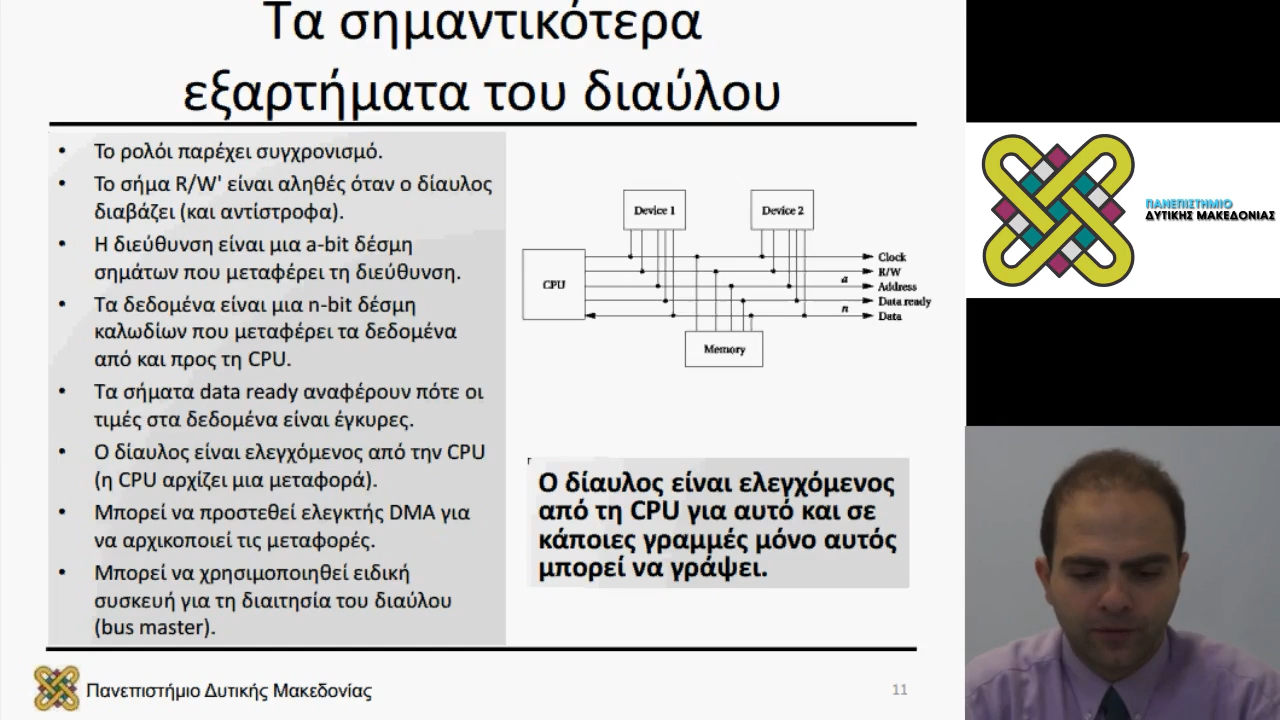 Τα σημαντικότερα
εξαρτήματα του διαύλου
• Το ρολόι παρέχει συγχρονισμό.
• Το σήμα R/W' είναι αληθές όταν ο δίαυλος
διαβάζει (και αντίστροφα).
• Η διεύθυνση είναι μια a-bit δέσμη
σημάτων που μεταφέρει τη διεύθυνση.
• Τα δεδομένα είναι μια n-bit δέσμη
καλωδίων που μεταφέρει τα δεδομένα
από και προς τη CPU.
• Τα σήματα data ready αναφέρουν πότε οι
τιμές στα δεδομένα είναι έγκυρες.
• Ο δίαυλος είναι ελεγχόμενος από την CPU
(η CPU αρχίζει μια μεταφορά).
• Μπορεί να προστεθεί ελεγκτής DMA για
να αρχικοποιεί τις μεταφορές.
• Μπορεί να χρησιμοποιηθεί ειδική
συσκευή για τη διαιτησία του διαύλου
(bus master).
Device 1
Device 2
CPU
Clock
R/W
a
Address
Data ready
n
Data
Memory
Ο δίαυλος είναι ελεγχόμενος
από τη CPU για αυτό και σε
κάποιες γραμμές μόνο αυτός
μπορεί να γράψει.
Πανεπιστήμιο Δυτικής Μακεδονίας
11
ΠΑΝΕΠΙΣΤΗΜΙΟ
ΔΥΤΙΚΗΣ ΜΑΚΕΔΟΝΙΑΣ